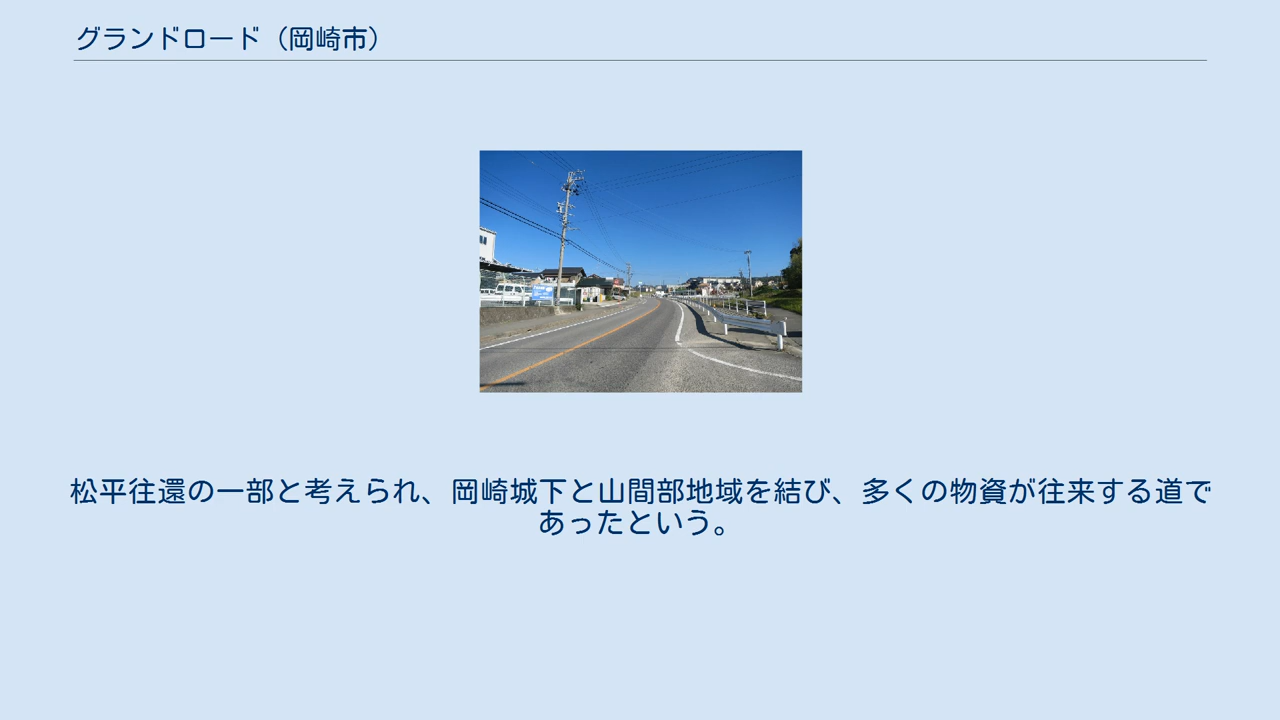 グランドロード（岡崎市）
松平往還の一部と考えられ、岡崎城下と山間部地域を結び、多くの物資が往来する道で
あったという。